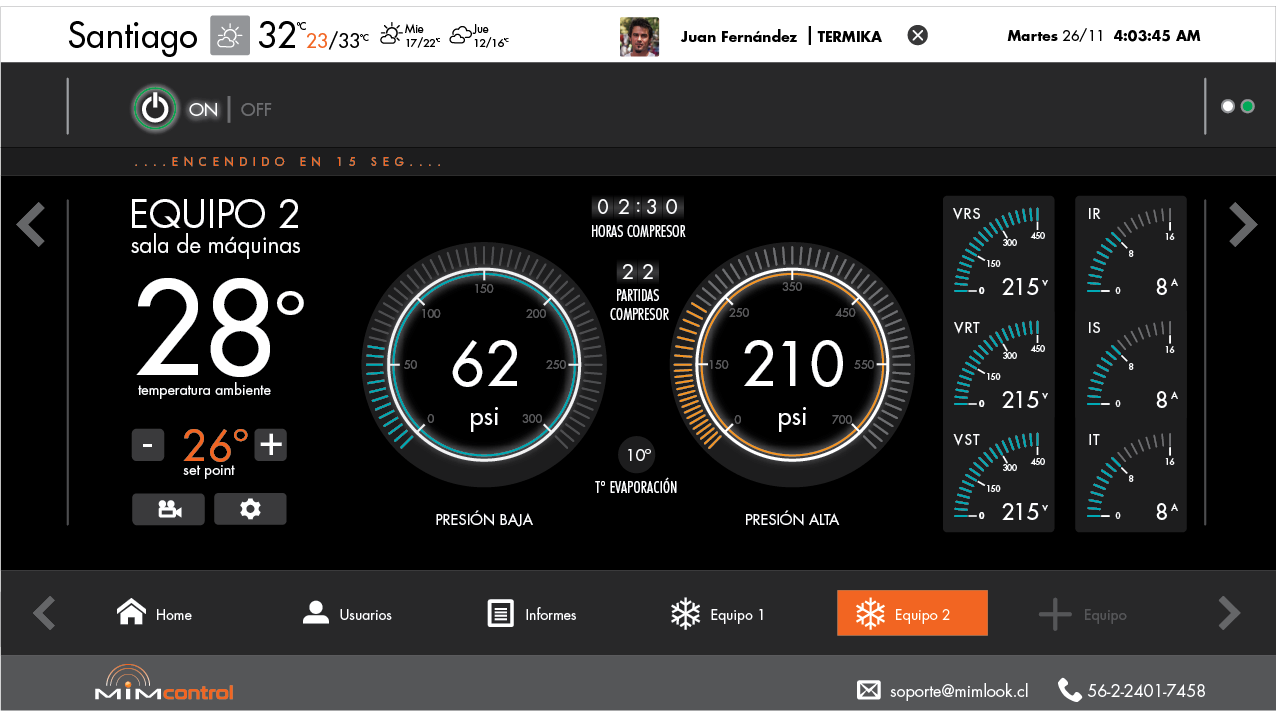 Santiago 32°C 23/33°C Mie 17/22°C Jue 12/16°C Juan Fernández | TERMIKA Martes 26/11 4:03:45 AM
ON | OFF
....ENCENDIDO EN 15 SEG....
EQUIPO 2
sala de máquinas
28°
temperatura ambiente
- 26° +
set point
0 50 100 150 200 250 300
62
psi
PRESIÓN BAJA
02:30
HORAS COMPRESOR
22
PARTIDAS
COMPRESOR
10º
Tº EVAPORACIÓN
0 150 250 350 450 550 700
210
psi
PRESIÓN ALTA
VRS
0 150 300 450
215 V
VRT
0 150 300 450
215 V
VST
0 150 300 450
215 V
IR
0 8 16
8 A
IS
0 8 16
8 A
IT
0 8 16
8 A
Home Usuarios Informes Equipo 1 Equipo 2 Equipo
MiMcontrol soporte@mimlook.cl 56-2-2401-7458